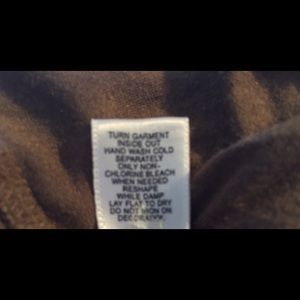 TURN GARMENT
INSIDE OUT
HAND WASH COLD
SEPARATELY
ONLY NON-
CHLORINE BLEACH
WHEN NEEDED
RESHAPE
WHILE DAMP
LAY FLAT TO DRY
DO NOT IRON ON